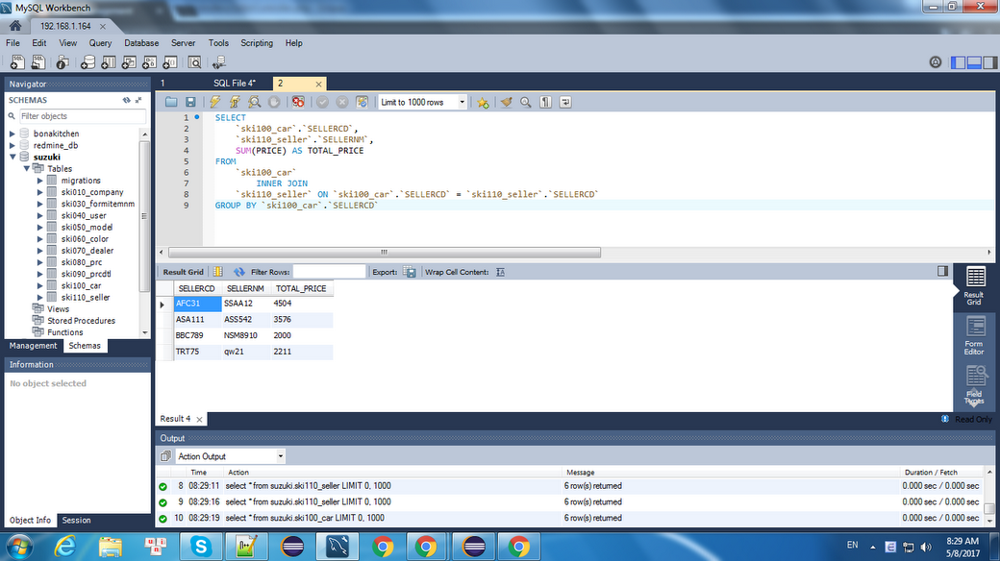 MySQL Workbench
192.168.1.164 ×
File Edit View Query Database Server Tools Scripting Help
Navigator
SCHEMAS
Filter objects
bonakitchen
redmine_db
suzuki
Tables
migrations
ski010_company
ski030_formitemnm
ski040_user
ski050_model
ski060_color
ski070_dealer
ski080_prc
ski090_prcdtl
ski100_car
ski110_seller
Views
Stored Procedures
Functions
Management Schemas
Information
No object selected
Object Info Session
1 SQL File 4* 2 ×
Limit to 1000 rows
1 SELECT
2 `ski100_car`.`SELLERCD`,
3 `ski110_seller`.`SELLERNM`,
4 SUM(PRICE) AS TOTAL_PRICE
5 FROM
6 `ski100_car`
7 INNER JOIN
8 `ski110_seller` ON `ski100_car`.`SELLERCD` = `ski110_seller`.`SELLERCD`
9 GROUP BY `ski100_car`.`SELLERCD`
Result Grid Filter Rows: Export: Wrap Cell Content:
SELLERCD SELLERNM TOTAL_PRICE
AFC31 SSAA12 4504
ASA111 ASS542 3576
BBC789 NSM8910 2000
TRT75 qw21 2211
Result
Grid
Form
Editor
Field
Types
Result 4 ×
Read Only
Output
Action Output
Time Action Message Duration / Fetch
8 08:29:11 select * from suzuki.ski110_seller LIMIT 0, 1000 6 row(s) returned 0.000 sec / 0.000 sec
9 08:29:16 select * from suzuki.ski110_seller LIMIT 0, 1000 6 row(s) returned 0.000 sec / 0.000 sec
10 08:29:19 select * from suzuki.ski100_car LIMIT 0, 1000 6 row(s) returned 0.000 sec / 0.000 sec
EN
8:29 AM
5/8/2017